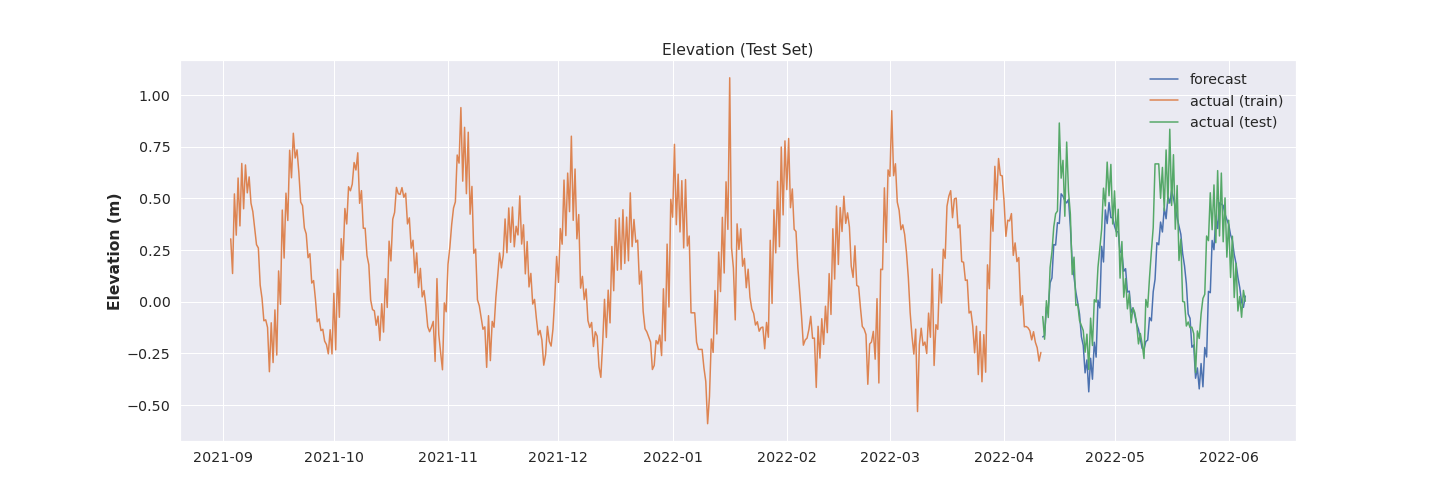 Elevation (Test Set)
forecast
actual (train)
actual (test)
Elevation (m)
1.00
0.75
0.50
0.25
0.00
−0.25
−0.50
2021-09 2021-10 2021-11 2021-12 2022-01 2022-02 2022-03 2022-04 2022-05 2022-06